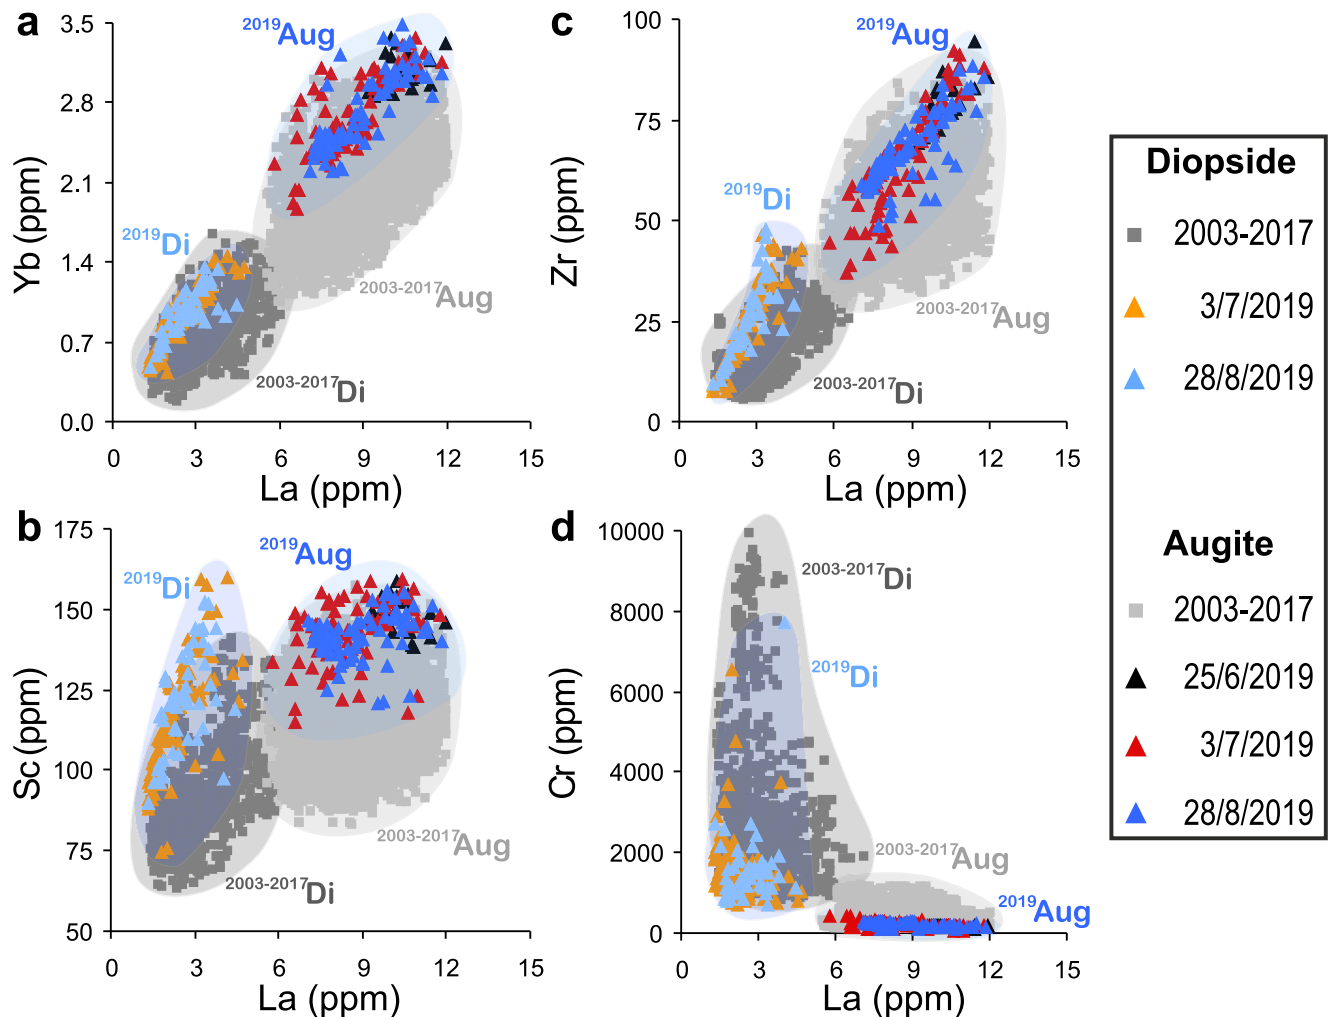 a
3.5
2.8
2.1
1.4
0.7
0.0
Yb (ppm)
2019Aug
2019Di
2003-2017Aug
2003-2017Di
0 3 6 9 12 15
La (ppm)
c
100
75
50
25
0
Zr (ppm)
2019Aug
2019Di
2003-2017Aug
2003-2017Di
0 3 6 9 12 15
La (ppm)
b
175
150
125
100
75
50
Sc (ppm)
2019Aug
2019Di
2003-2017Aug
2003-2017Di
0 3 6 9 12 15
La (ppm)
d
10000
8000
6000
4000
2000
0
Cr (ppm)
2003-2017Di
2019Di
2003-2017Aug
2019Aug
0 3 6 9 12 15
La (ppm)
Diopside
2003-2017
3/7/2019
28/8/2019
Augite
2003-2017
25/6/2019
3/7/2019
28/8/2019